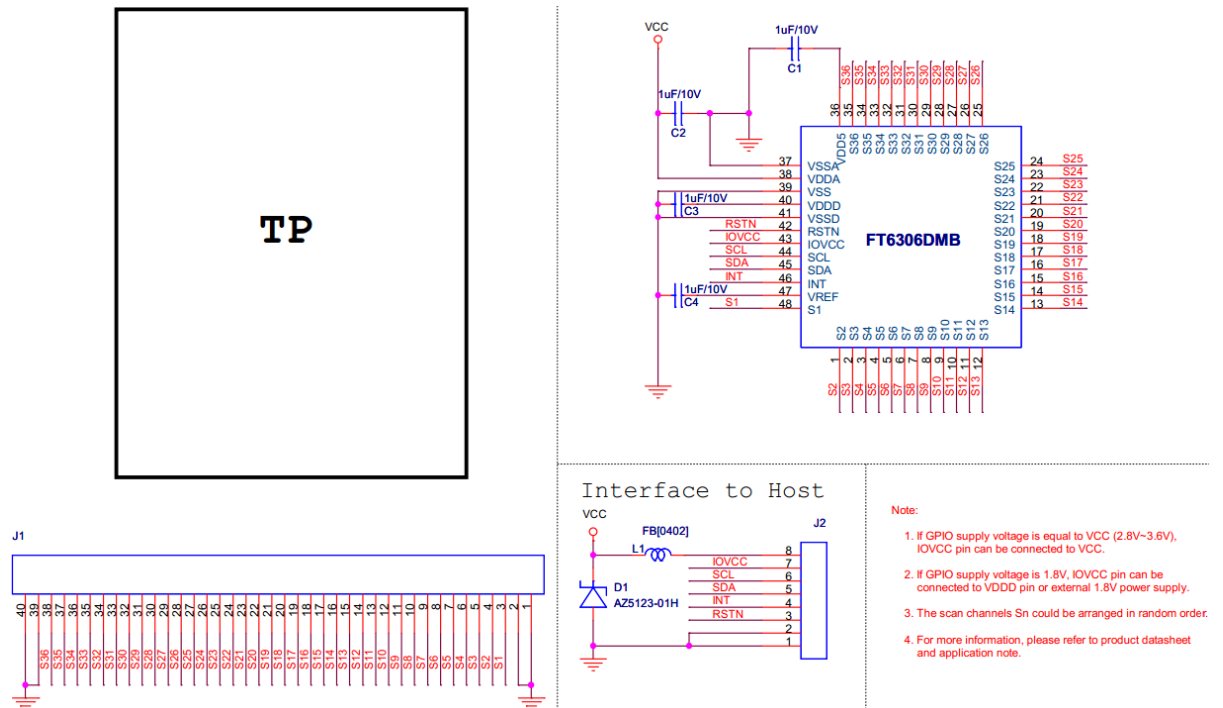 TP
J1
40
39
38
37
36
35
34
33
32
31
30
29
28
27
26
25
24
23
22
21
20
19
18
17
16
15
14
13
12
11
10
9
8
7
6
5
4
3
2
1
S36
S35
S34
S33
S32
S31
S30
S29
S28
S27
S26
S25
S24
S23
S22
S21
S20
S19
S18
S17
S16
S15
S14
S13
S12
S11
S10
S9
S8
S7
S6
S5
S4
S3
S2
S1
VCC
1uF/10V
C1
1uF/10V
C2
S36
S35
S34
S33
S32
S31
S30
S29
S28
S27
S26
36
35
34
33
32
31
30
29
28
27
26
25
VDD5
S36
S35
S34
S33
S32
S31
S30
S29
S28
S27
S26
37 VSSA
38 VDDA
39 VSS
1uF/10V 40 VDDD
C3 41 VSSD
RSTN 42 RSTN
IOVCC 43 IOVCC
SCL 44 SCL
SDA 45 SDA
INT 46 INT
1uF/10V 47 VREF
C4
S1 48 S1
FT6306DMB
S25 24 S25
S24 23 S24
S23 22 S23
S22 21 S22
S21 20 S21
S20 19 S20
S19 18 S19
S18 17 S18
S17 16 S17
S16 15 S16
S15 14 S15
S14 13 S14
S2
S3
S4
S5
S6
S7
S8
S9
S10
S11
S12
S13
1
2
3
4
5
6
7
8
9
10
11
12
S2
S3
S4
S5
S6
S7
S8
S9
S10
S11
S12
S13
Interface to Host
VCC
FB[0402]
L1
J2
8
IOVCC 7
SCL 6
SDA 5
INT 4
RSTN 3
2
1
D1
AZ5123-01H
Note:
1. If GPIO supply voltage is equal to VCC (2.8V~3.6V),
IOVCC pin can be connected to VCC.
2. If GPIO supply voltage is 1.8V, IOVCC pin can be
connected to VDDD pin or external 1.8V power supply.
3. The scan channels Sn could be arranged in random order.
4. For more information, please refer to product datasheet
and application note.